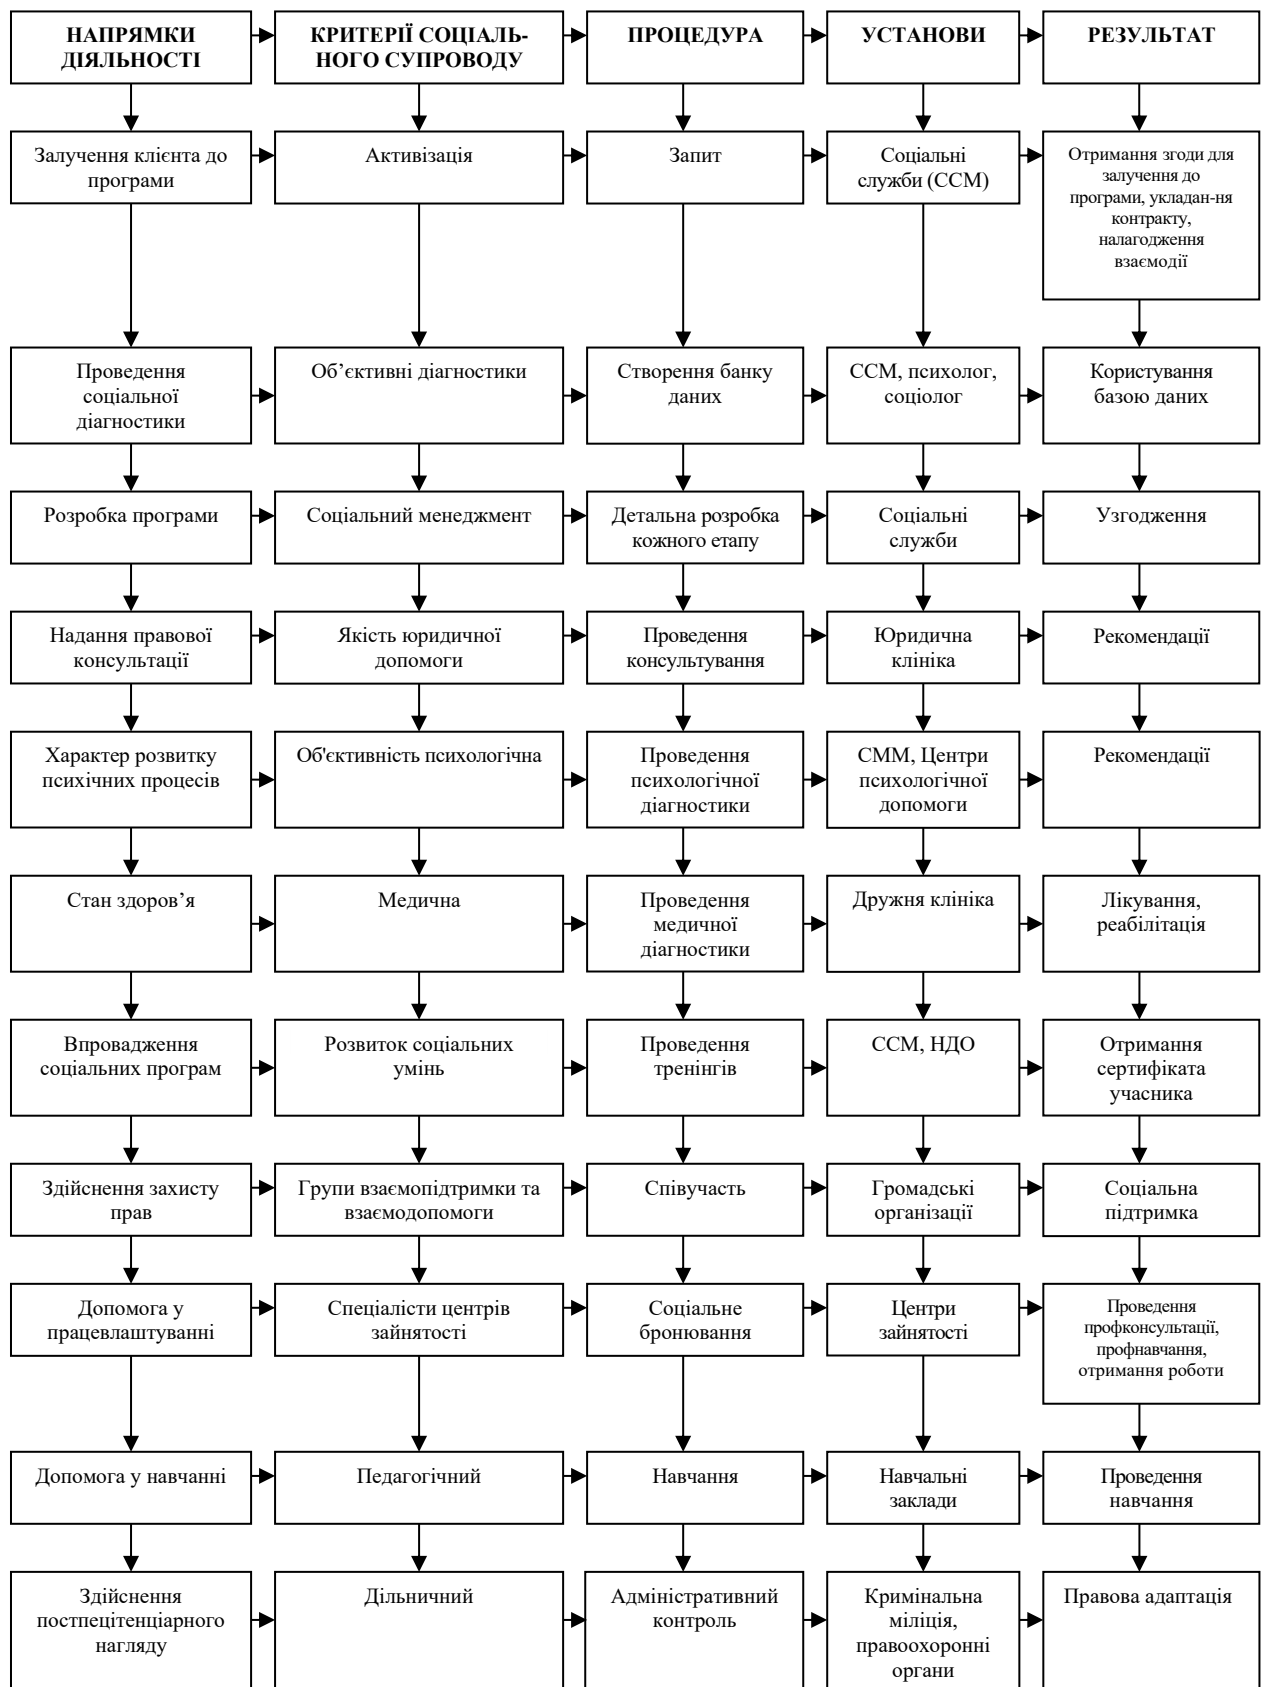 НАПРЯМКИ
ДІЯЛЬНОСТІ
КРИТЕРІЇ СОЦІАЛЬ-
НОГО СУПРОВОДУ
ПРОЦЕДУРА
УСТАНОВИ
РЕЗУЛЬТАТ
Залучення клієнта до
програми
Активізація
Запит
Соціальні
служби (ССМ)
Отримання згоди для
залучення до
програми, укладан-ня
контракту,
налагодження
взаємодії
Проведення
соціальної
діагностики
Об’єктивні діагностики
Створення банку
даних
ССМ, психолог,
соціолог
Користування
базою даних
Розробка програми
Соціальний менеджмент
Детальна розробка
кожного етапу
Соціальні
служби
Узгодження
Надання правової
консультації
Якість юридичної
допомоги
Проведення
консультування
Юридична
клініка
Рекомендації
Характер розвитку
психічних процесів
Об'єктивність психологічна
Проведення
психологічної
діагностики
СММ, Центри
психологічної
допомоги
Рекомендації
Стан здоров’я
Медична
Проведення
медичної
діагностики
Дружня клініка
Лікування,
реабілітація
Впровадження
соціальних програм
Розвиток соціальних
умінь
Проведення
тренінгів
ССМ, НДО
Отримання
сертифіката
учасника
Здійснення захисту
прав
Групи взаємопідтримки та
взаємодопомоги
Співучасть
Громадські
організації
Соціальна
підтримка
Допомога у
працевлаштуванні
Спеціалісти центрів
зайнятості
Соціальне
бронювання
Центри
зайнятості
Проведення
профконсультації,
профнавчання,
отримання роботи
Допомога у навчанні
Педагогічний
Навчання
Навчальні
заклади
Проведення
навчання
Здійснення
постпецітенціарного
нагляду
Дільничний
Адміністративний
контроль
Кримінальна
міліція,
правоохоронні
органи
Правова адаптація